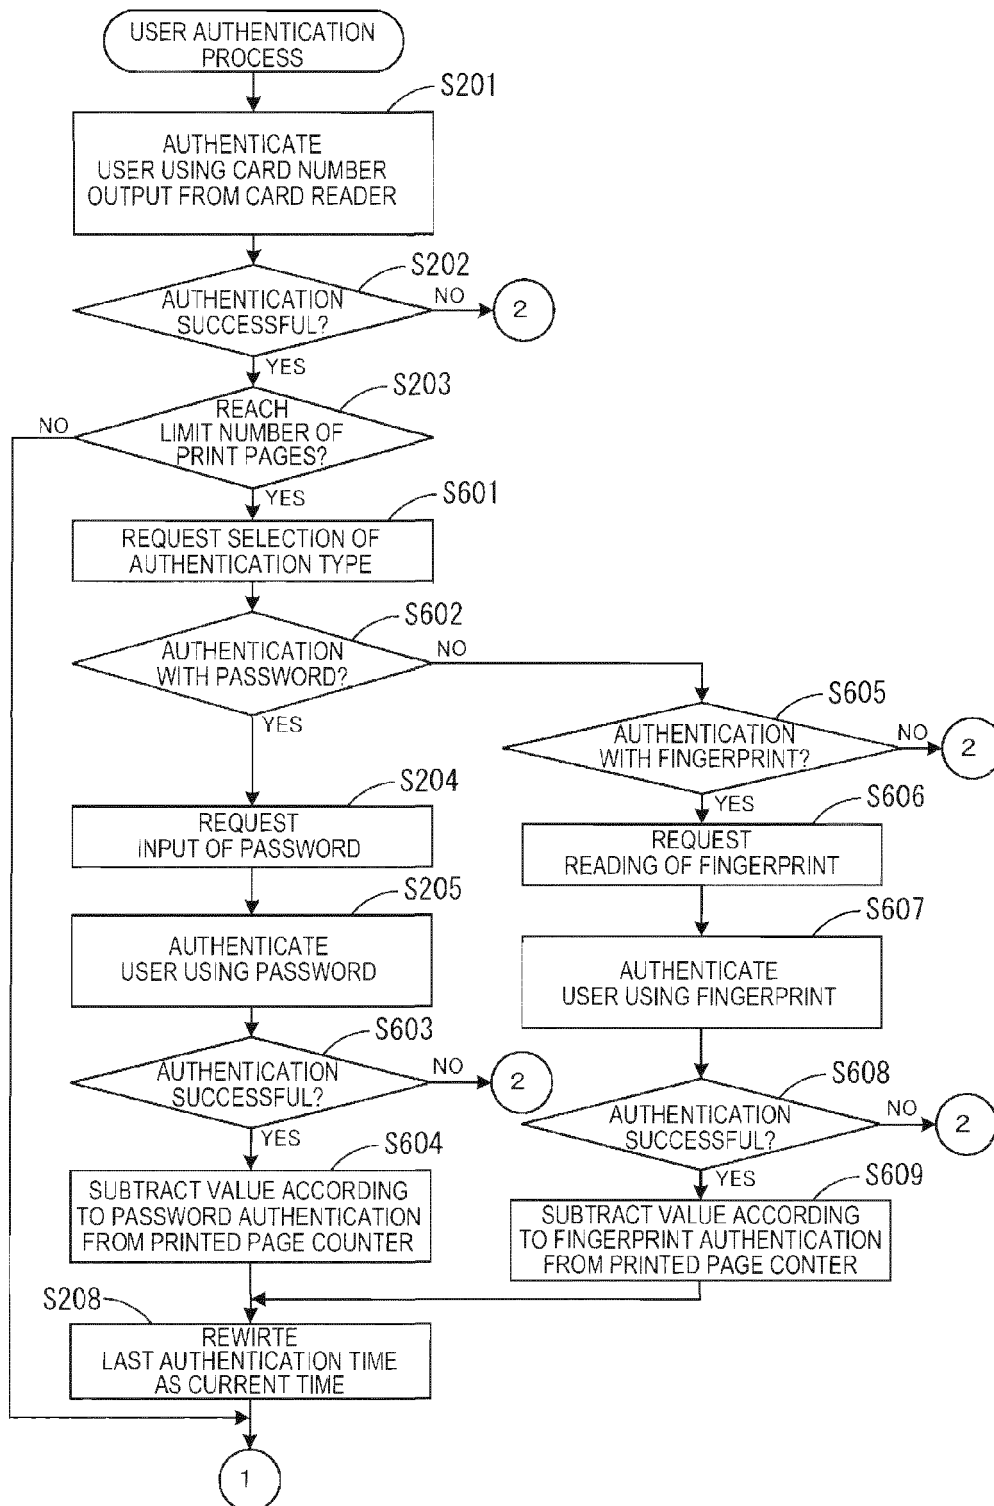 USER AUTHENTICATION
PROCESS
S201
AUTHENTICATE
USER USING CARD NUMBER
OUTPUT FROM CARD READER
S202
AUTHENTICATION
SUCCESSFUL?
NO
2
YES
S203
NO
REACH
LIMIT NUMBER OF
PRINT PAGES?
YES
S601
REQUEST SELECTION OF
AUTHENTICATION TYPE
S602
AUTHENTICATION
WITH PASSWORD?
NO
YES
S605
AUTHENTICATION
WITH FINGERPRINT?
NO
2
YES
S204
REQUEST
INPUT OF PASSWORD
S606
REQUEST
READING OF FINGERPRINT
S205
AUTHENTICATE
USER USING PASSWORD
S607
AUTHENTICATE
USER USING FINGERPRINT
S603
AUTHENTICATION
SUCCESSFUL?
NO
2
YES
S608
AUTHENTICATION
SUCCESSFUL?
NO
2
YES
S604
SUBTRACT VALUE ACCORDING
TO PASSWORD AUTHENTICATION
FROM PRINTED PAGE COUNTER
S609
SUBTRACT VALUE ACCORDING
TO FINGERPRINT AUTHENTICATION
FROM PRINTED PAGE CONTER
S208
REWIRTE
LAST AUTHENTICATION TIME
AS CURRENT TIME
1